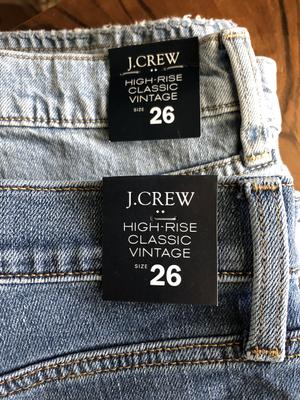 J.CREW
HIGH-RISE
CLASSIC
VINTAGE
SIZE 26
J.CREW
HIGH-RISE
CLASSIC
VINTAGE
SIZE 26